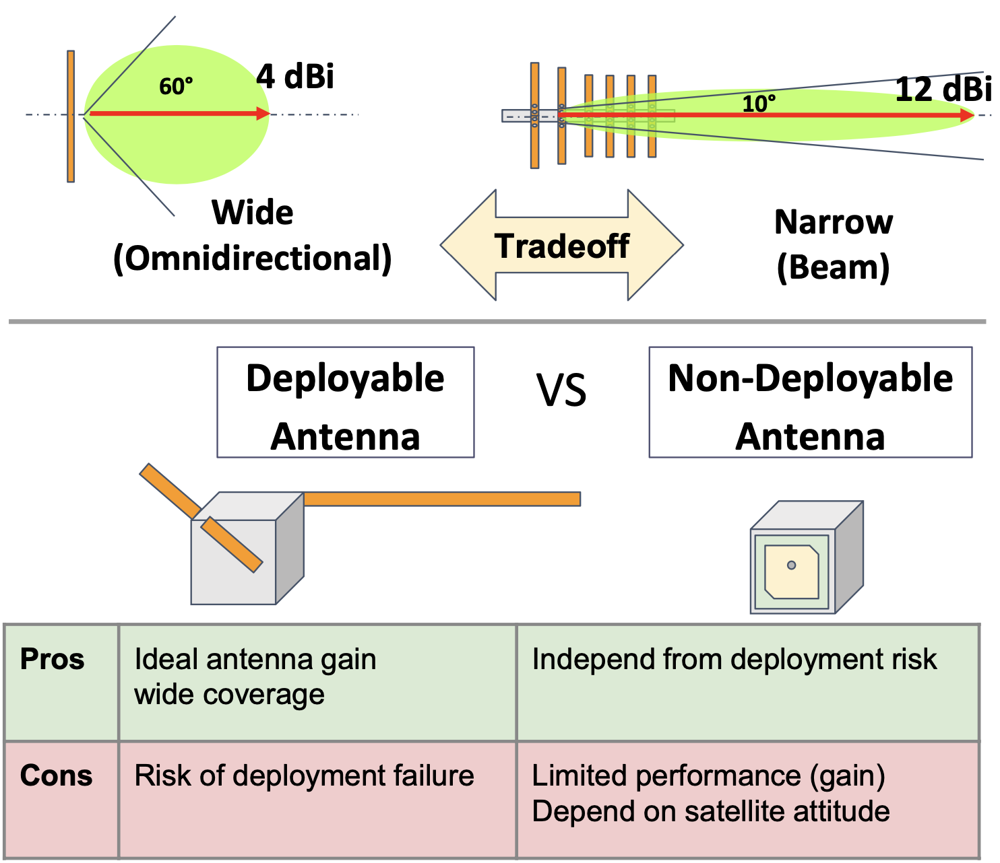 60°
4 dBi
10°
12 dBi
Wide
(Omnidirectional)
Tradeoff
Narrow
(Beam)
Deployable
Antenna
VS
Non-Deployable
Antenna
Pros
Ideal antenna gain
wide coverage
Independ from deployment risk
Cons
Risk of deployment failure
Limited performance (gain)
Depend on satellite attitude